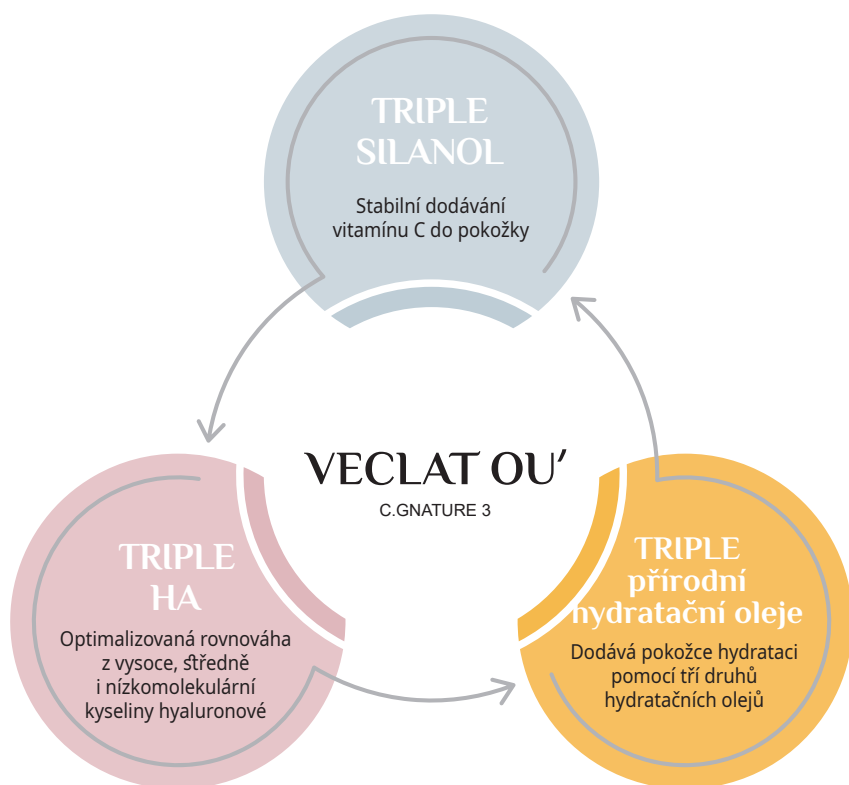 TRIPLE
SILANOL
Stabilní dodávání
vitamínu C do pokožky
VECLAT OU'
C.GNATURE 3
TRIPLE
HA
Optimalizovaná rovnováha
z vysoce, středně
i nízkomolekulární
kyseliny hyaluronové
TRIPLE
přírodní
hydratační oleje
Dodává pokožce hydrataci
pomocí tří druhů
hydratačních olejů